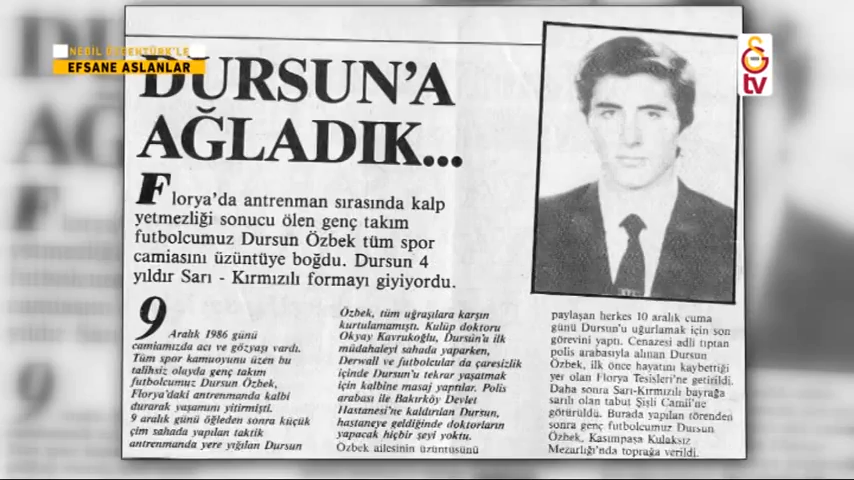 NEBİL ÖZGENTÜRK'LE
EFSANE ASLANLAR
tv
DURSUN'A
AĞLADIK...
Florya'da antrenman sırasında kalp
yetmezliği sonucu ölen genç takım
futbolcumuz Dursun Özbek tüm spor
camiasını üzüntüye boğdu. Dursun 4
yıldır Sarı - Kırmızılı formayı giyiyordu.
9 Aralık 1986 günü
camiamızda acı ve gözyaşı vardı.
Tüm spor kamuoyunu üzen bu
talihsiz olayda genç takım
futbolcumuz Dursun Özbek,
Florya'daki antrenmanda kalbi
durarak yaşamını yitirmişti.
9 aralık günü öğleden sonra küçük
çim sahada yapılan taktik
antrenmanda yere yığılan Dursun
Özbek, tüm uğraşılara karşın
kurtulamamıştı. Kulüp doktoru
Okyay Kavrukoğlu, Dursun'a ilk
müdahaleyi sahada yaparken,
Derwall ve futbolcular da çaresizlik
içinde Dursun'u tekrar yaşatmak
için kalbine masaj yaptılar. Polis
arabası ile Bakırköy Devlet
Hastanesi'ne kaldırılan Dursun,
hastaneye geldiğinde doktorların
yapacak hiçbir şeyi yoktu.
Özbek ailesinin üzüntüsünü
paylaşan herkes 10 aralık cuma
günü Dursun'u uğurlamak için son
görevini yaptı. Cenazesi adli tıptan
polis arabasıyla alınan Dursun
Özbek, ilk önce hayatını kaybettiği
yer olan Florya Tesisleri'ne getirildi.
Daha sonra Sarı-Kırmızılı bayrağa
sarılı olan tabut Şişli Camii'ne
götürüldü. Burada yapılan törenden
sonra genç futbolcumuz Dursun
Özbek, Kasımpaşa Kulaksız
Mezarlığı'nda toprağa verildi.